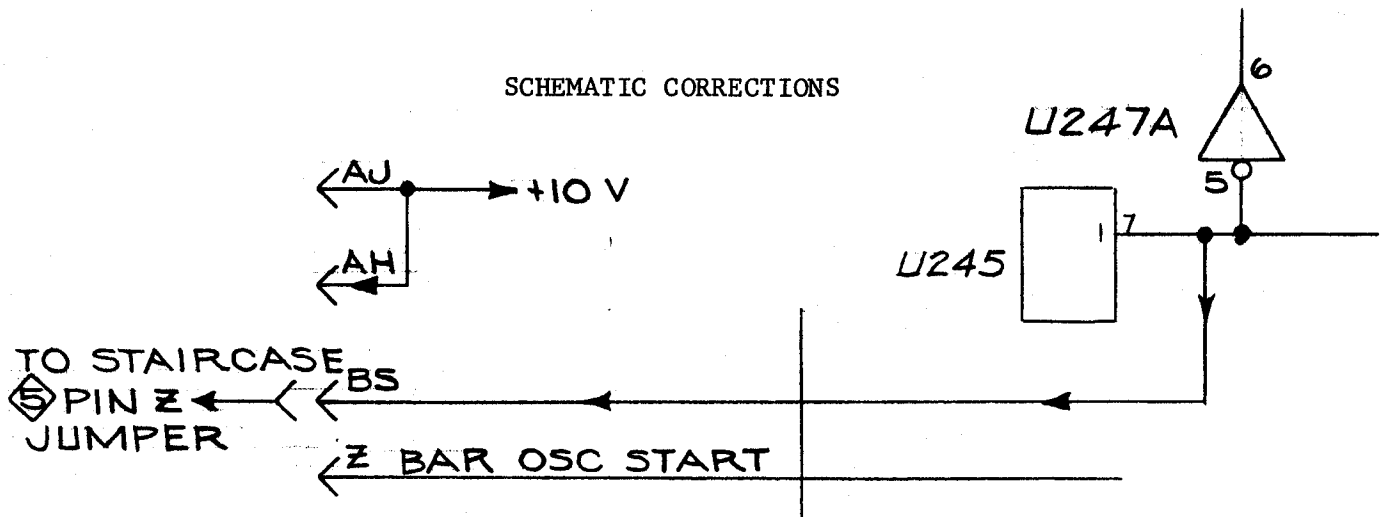 SCHEMATIC CORRECTIONS
6
U247A
5
AJ
+10 V
AH
1 7
U245
TO STAIRCASE
BS
5 PIN Z
JUMPER
Z BAR OSC START